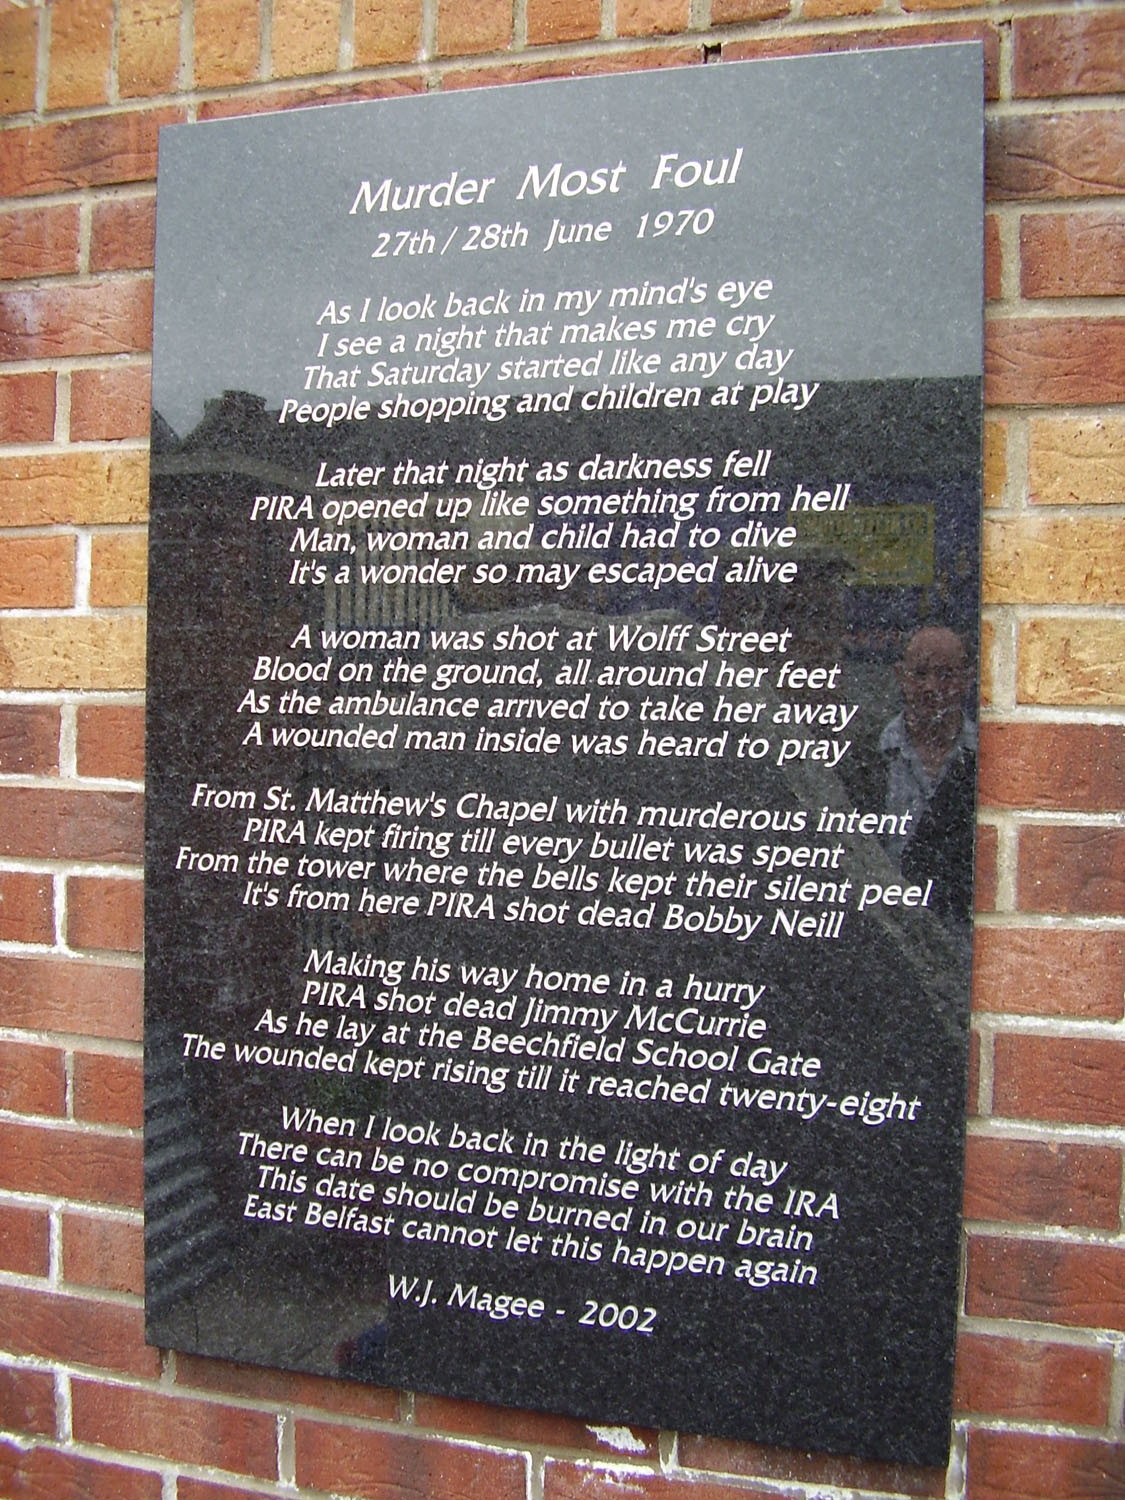 Murder Most Foul
27th / 28th June 1970
As I look back in my mind's eye
I see a night that makes me cry
That Saturday started like any day
People shopping and children at play
Later that night as darkness fell
PIRA opened up like something from hell
Man, woman and child had to dive
It's a wonder so may escaped alive
A woman was shot at Wolff Street
Blood on the ground, all around her feet
As the ambulance arrived to take her away
A wounded man inside was heard to pray
From St. Matthew's Chapel with murderous intent
PIRA kept firing till every bullet was spent
From the tower where the bells kept their silent peel
It's from here PIRA shot dead Bobby Neill
Making his way home in a hurry
PIRA shot dead Jimmy McCurrie
As he lay at the Beechfield School Gate
The wounded kept rising till it reached twenty-eight
When I look back in the light of day
There can be no compromise with the IRA
This date should be burned in our brain
East Belfast cannot let this happen again
W.J. Magee - 2002